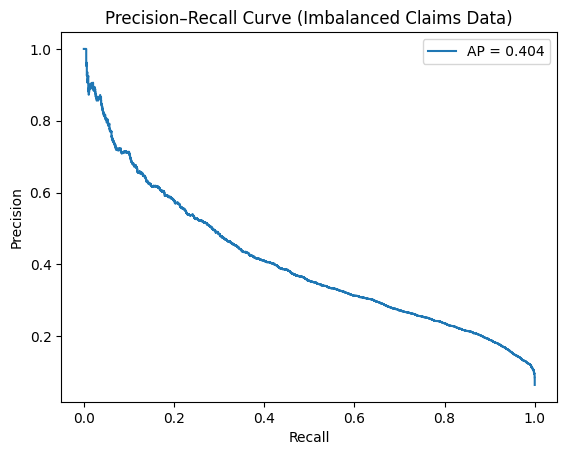 Precision–Recall Curve (Imbalanced Claims Data)
AP = 0.404
Precision
1.0
0.8
0.6
0.4
0.2
0.0 0.2 0.4 0.6 0.8 1.0
Recall